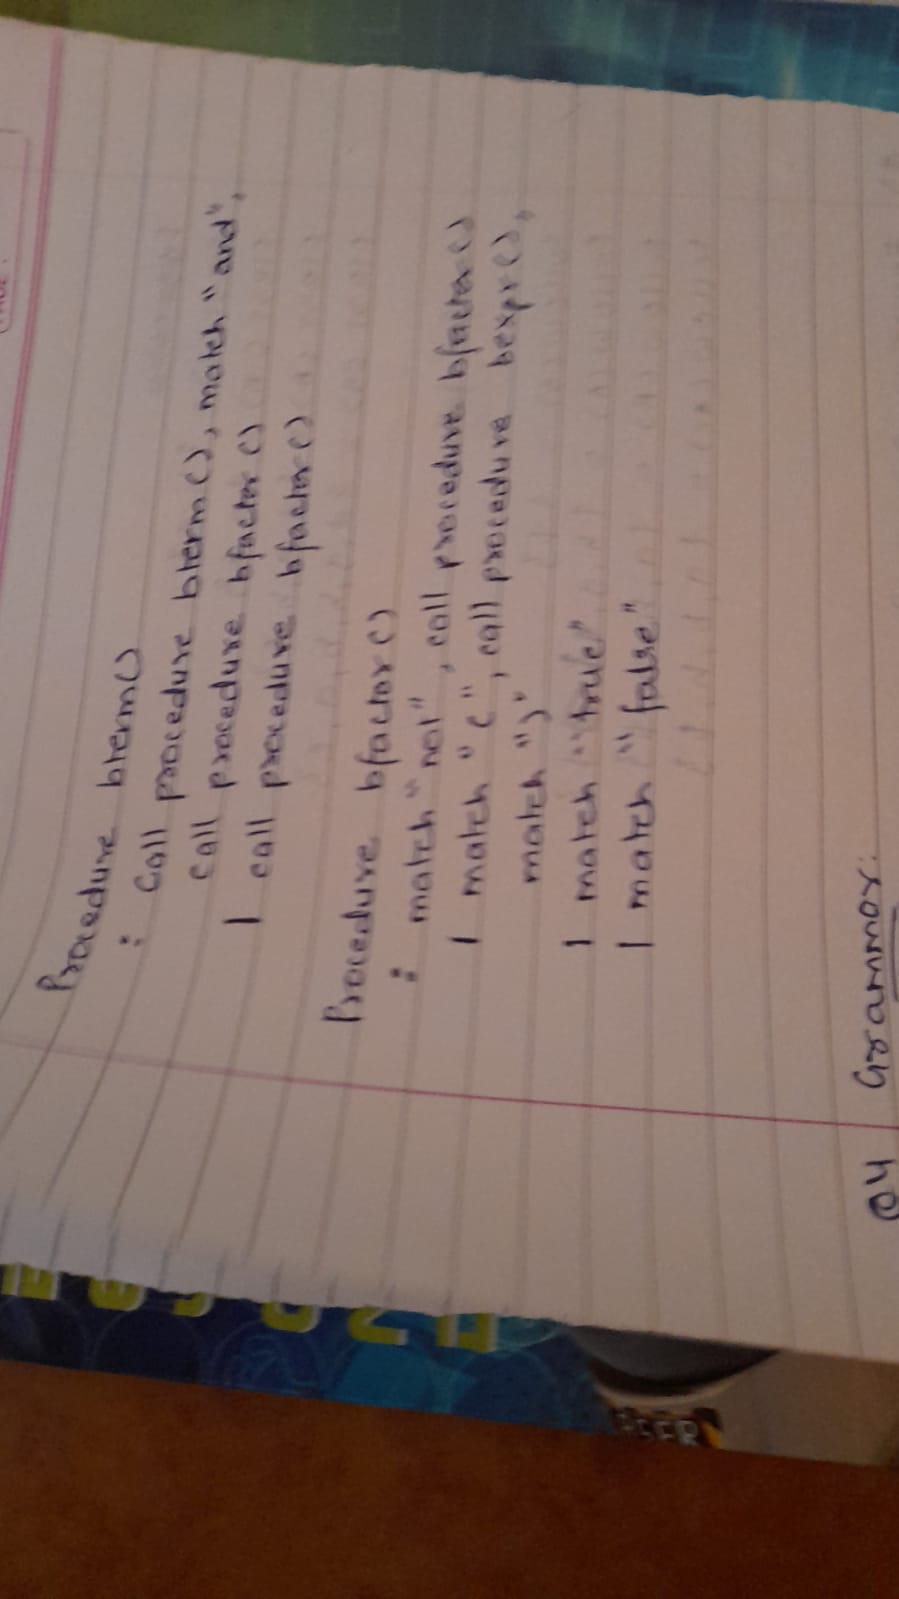 Procedure bterm()
: Call procedure bterm(), match "and",
call procedure bfactor()
| call procedure bfactor()
Procedure bfactor()
: match "not", call procedure bfactor()
| match "(", call procedure bexpr(),
match ")"
| match "true"
| match "false"
Q4 Grammar: